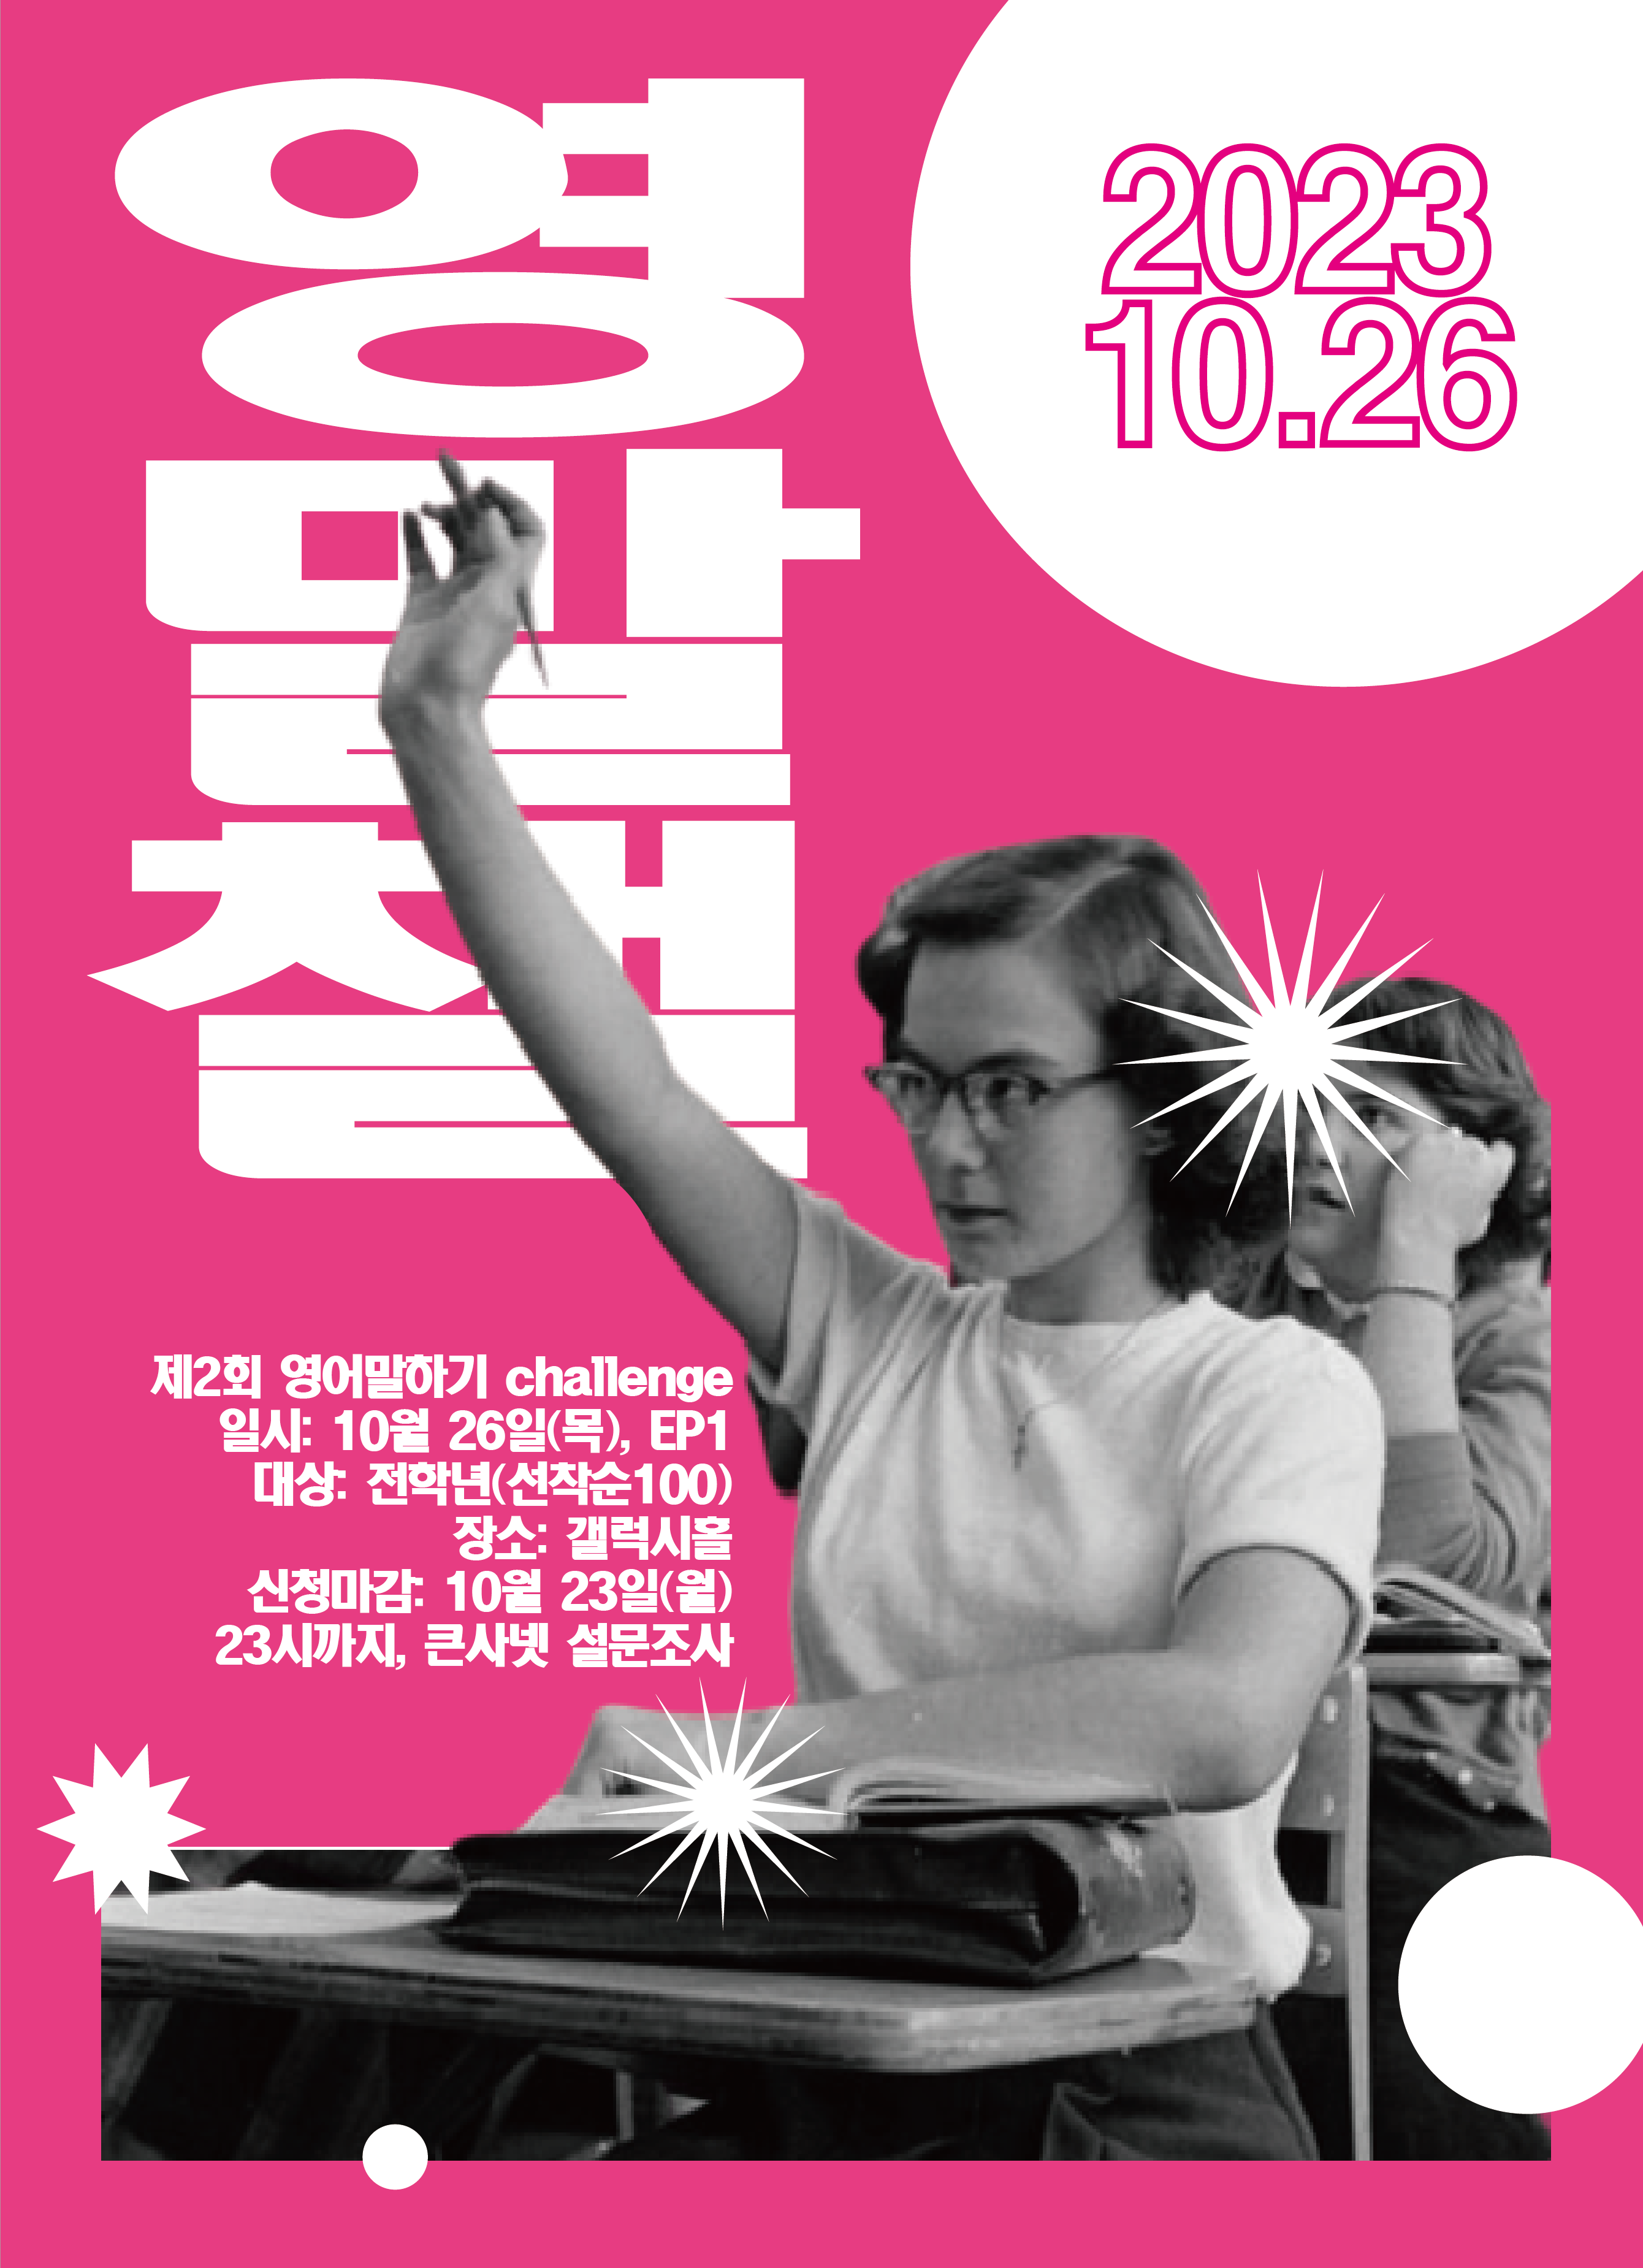 영
말
챌
2023
10.26
제2회 영어말하기 challenge
일시: 10월 26일(목), EP1
대상: 전학년(선착순100)
장소: 갤럭시홀
신청마감: 10월 23일(월)
23시까지, 큰사넷 설문조사